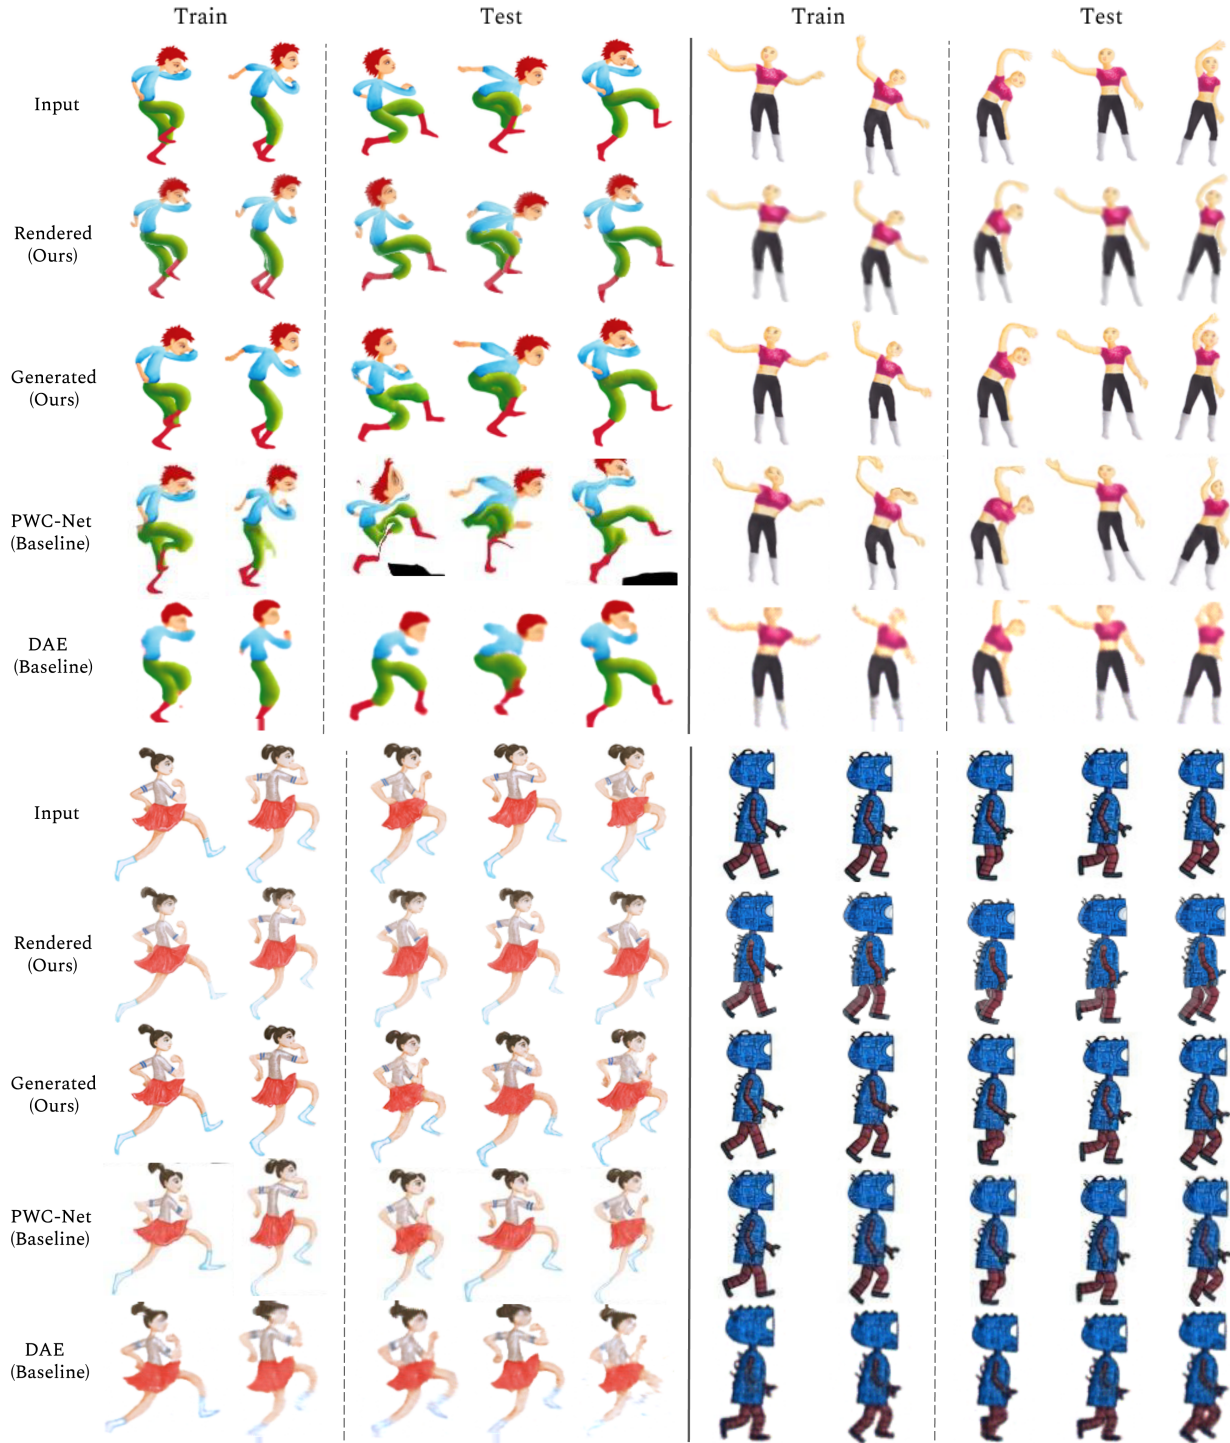 Train Test Train Test
Input
Rendered
(Ours)
Generated
(Ours)
PWC-Net
(Baseline)
DAE
(Baseline)
Input
Rendered
(Ours)
Generated
(Ours)
PWC-Net
(Baseline)
DAE
(Baseline)